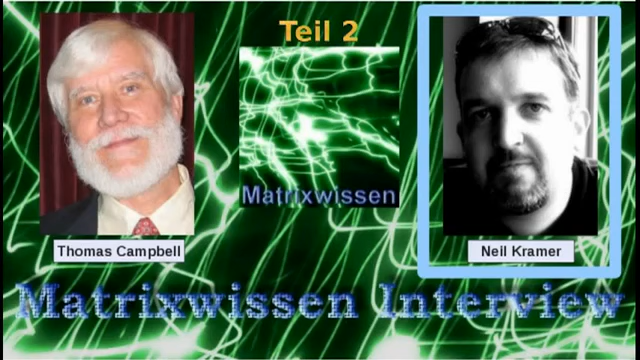 Teil 2
Matrixwissen
Thomas Campbell
Neil Kramer
Matrixwissen Interview